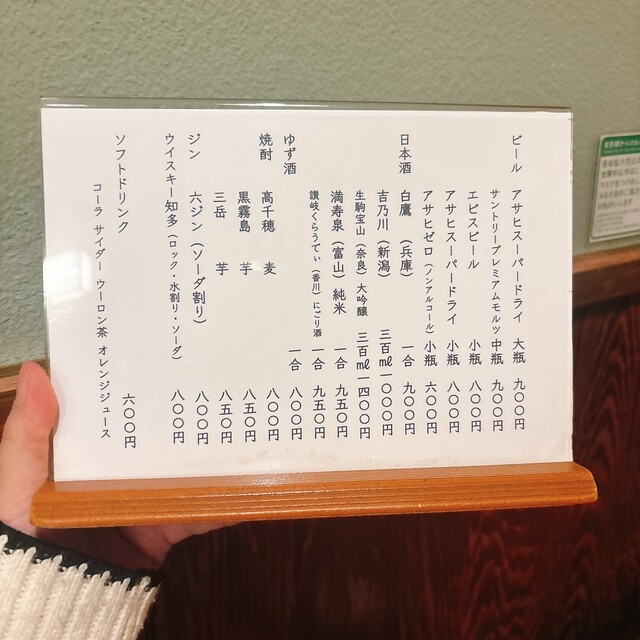 ビール アサヒスーパードライ 大瓶 九〇〇円
サントリープレミアムモルツ 中瓶 九〇〇円
エビスビール 小瓶 八〇〇円
アサヒスーパードライ 小瓶 八〇〇円
アサヒゼロ（ノンアルコール）小瓶 六〇〇円
日本酒 白鷹（兵庫） 一合 九〇〇円
吉乃川（新潟） 三百㎖ 一〇〇〇円
生駒宝山（奈良）大吟醸 三百㎖ 一四〇〇円
満寿泉（富山）純米 一合 九五〇円
讃岐くらうでぃ（香川）にごり酒 一合 九五〇円
ゆず酒 一合 八〇〇円
焼酎 高千穂 麦 八〇〇円
黒霧島 芋 八五〇円
三岳 芋 八五〇円
ジン 六ジン（ソーダ割り） 八〇〇円
ウイスキー知多（ロック・水割り・ソーダ） 八〇〇円
ソフトドリンク 六〇〇円
コーラ サイダー ウーロン茶 オレンジジュース